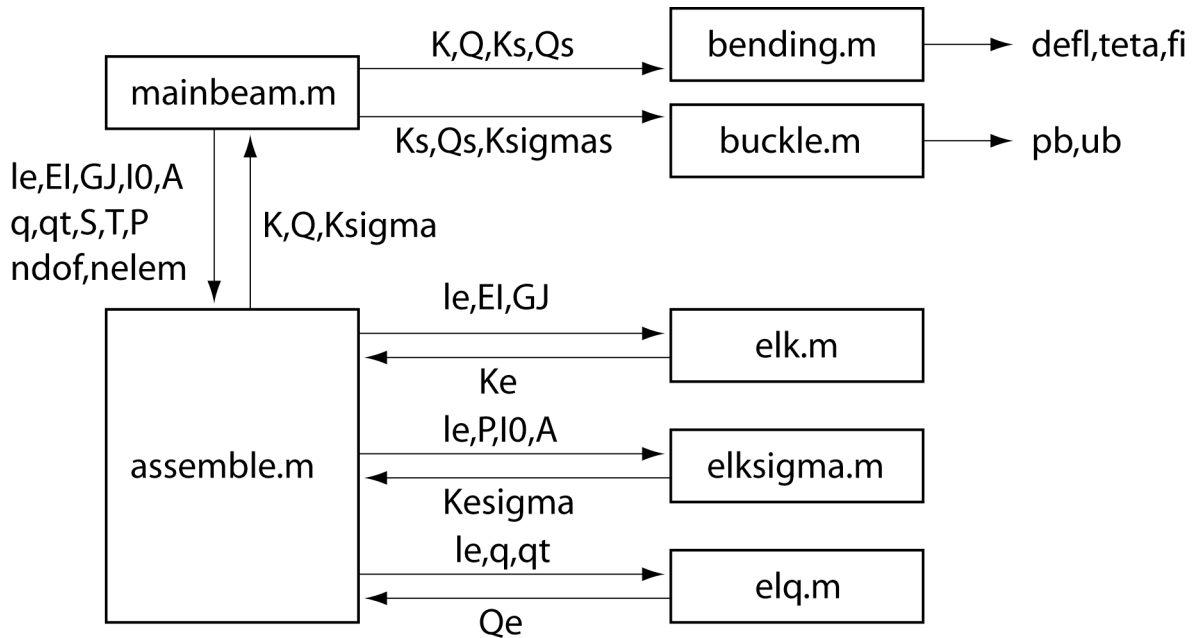 K,Q,Ks,Qs
bending.m
defl,teta,fi
mainbeam.m
Ks,Qs,Ksigmas
buckle.m
pb,ub
le,EI,GJ,I0,A
q,qt,S,T,P
ndof,nelem
K,Q,Ksigma
le,EI,GJ
elk.m
Ke
le,P,I0,A
assemble.m
elksigma.m
Kesigma
le,q,qt
elq.m
Qe